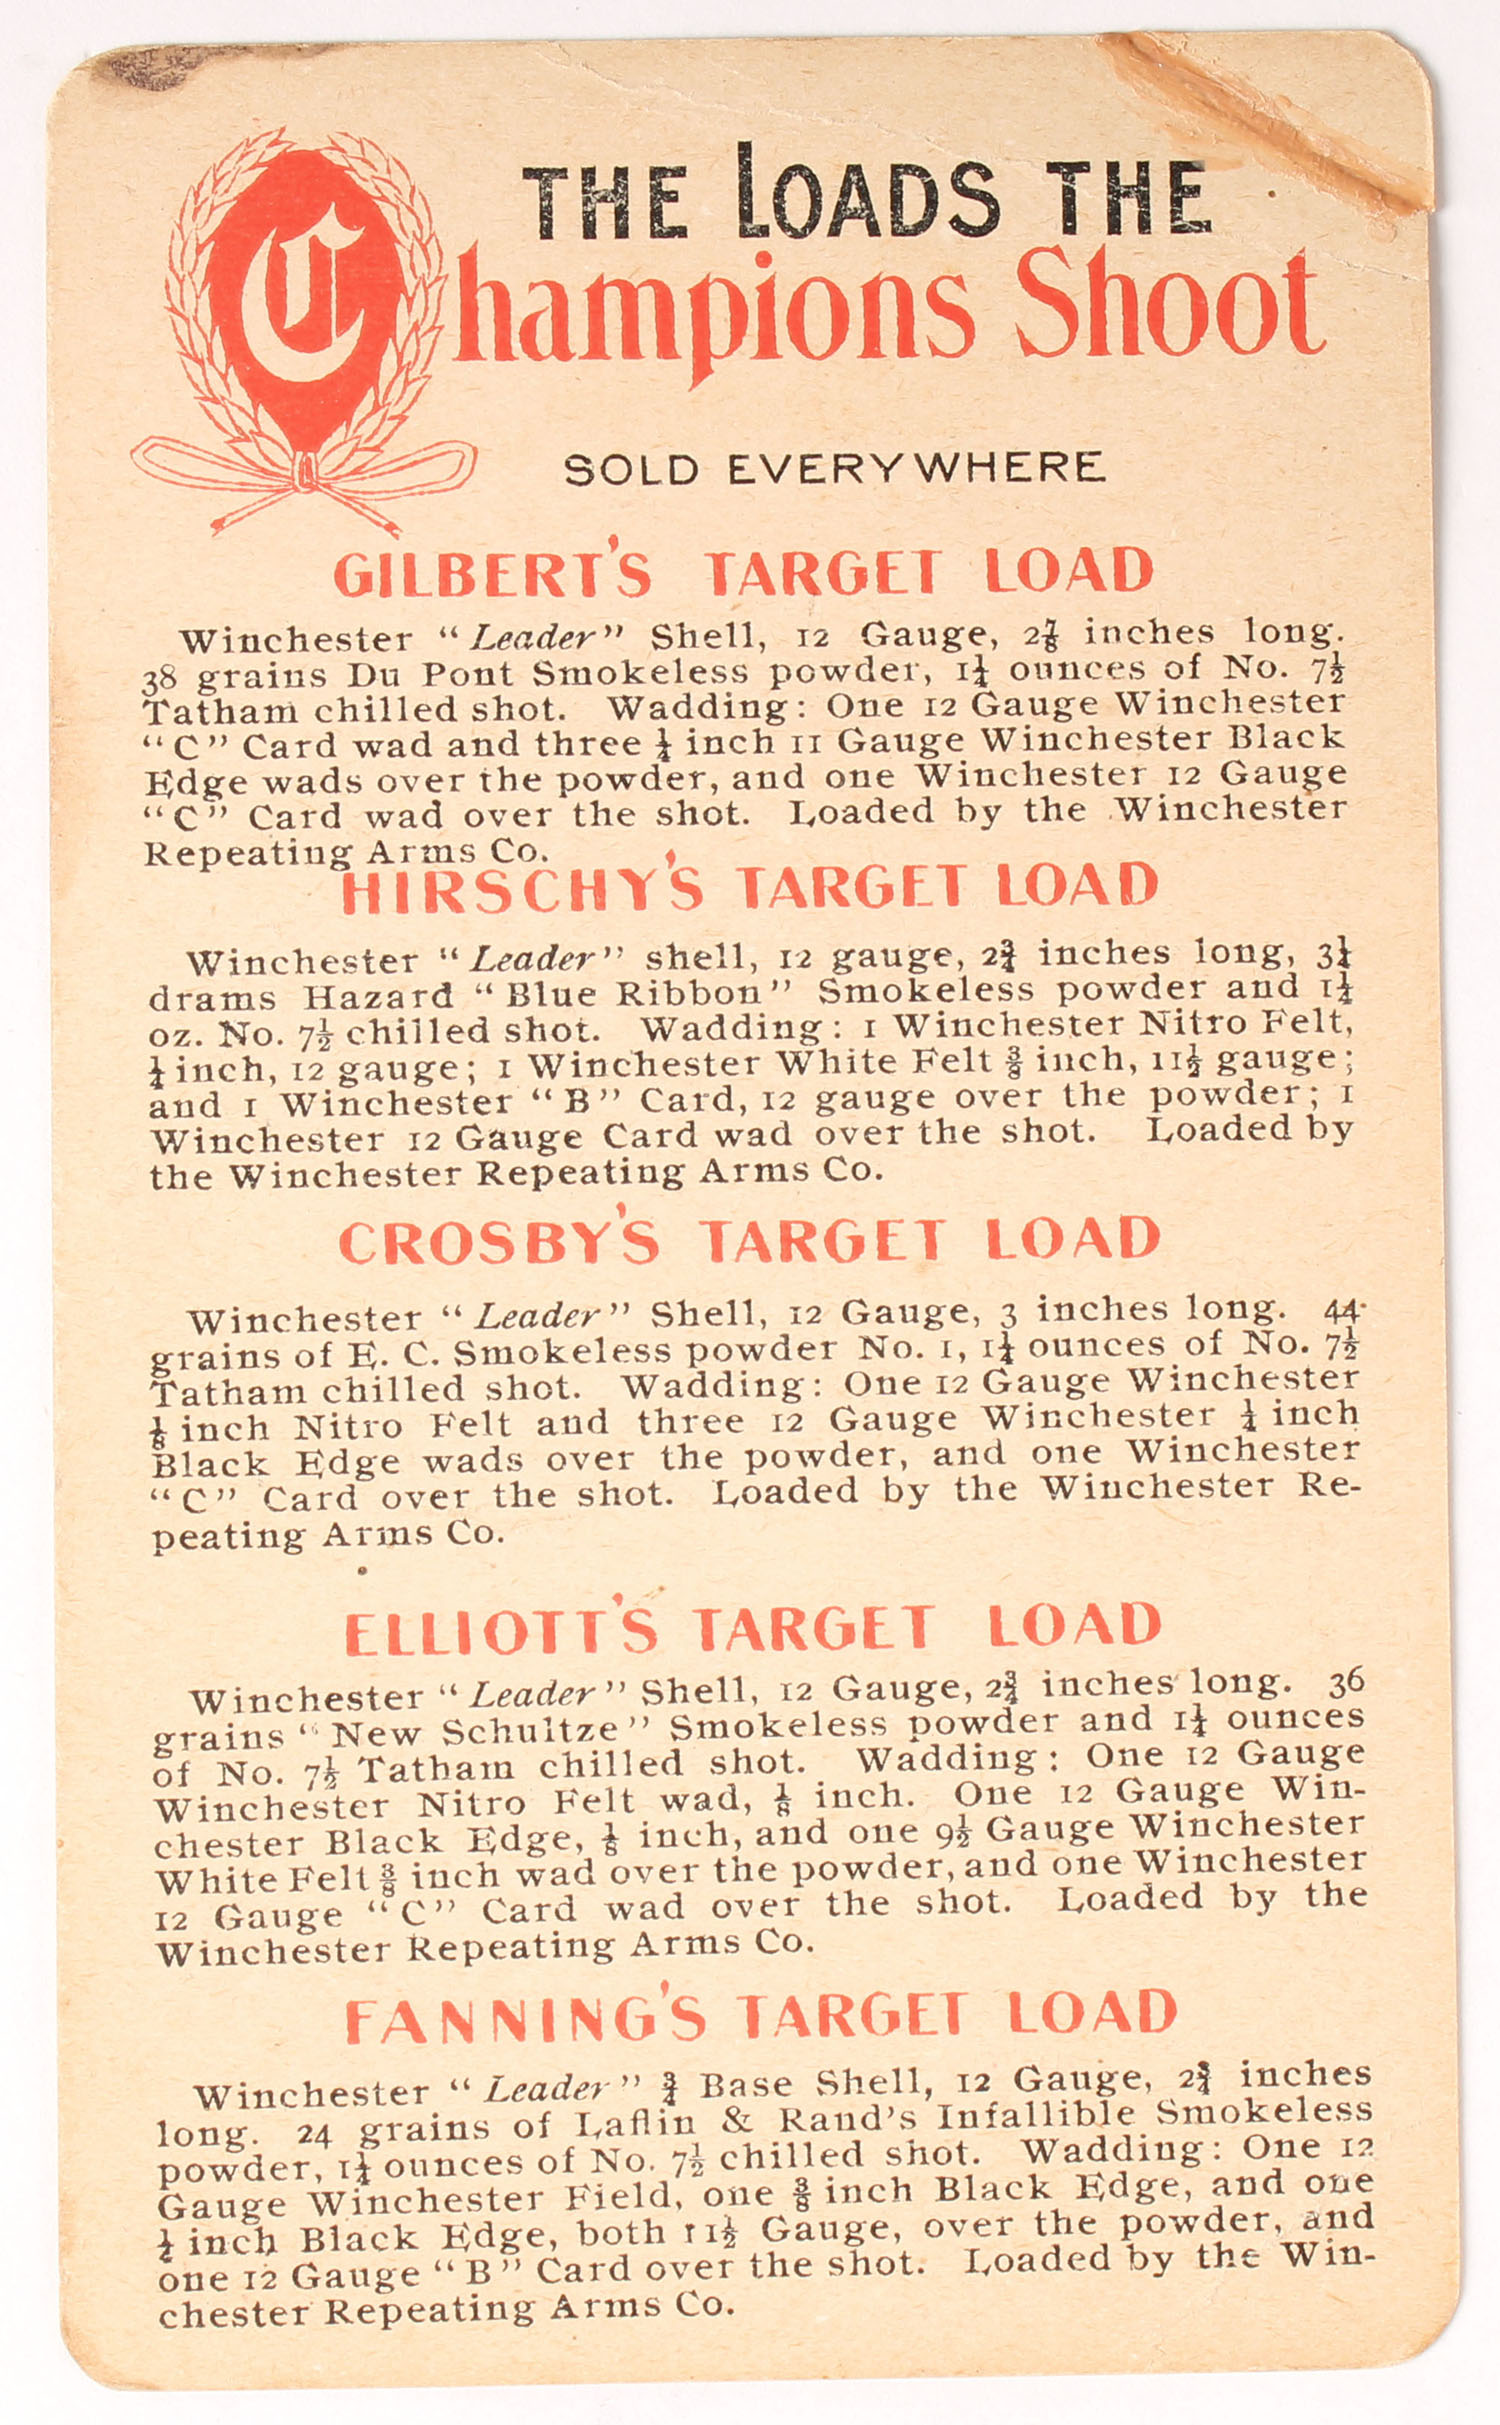 THE LOADS THE
Champions Shoot
SOLD EVERYWHERE
GILBERT'S TARGET LOAD
Winchester "Leader" Shell, 12 Gauge, 2⅞ inches long.
38 grains Du Pont Smokeless powder, 1¼ ounces of No. 7½
Tatham chilled shot. Wadding: One 12 Gauge Winchester
"C" Card wad and three ¼ inch 11 Gauge Winchester Black
Edge wads over the powder, and one Winchester 12 Gauge
"C" Card wad over the shot. Loaded by the Winchester
Repeating Arms Co.
HIRSCHY'S TARGET LOAD
Winchester "Leader" shell, 12 gauge, 2¾ inches long, 3¼
drams Hazard "Blue Ribbon" Smokeless powder and 1¼
oz. No. 7½ chilled shot. Wadding: 1 Winchester Nitro Felt,
¼ inch, 12 gauge; 1 Winchester White Felt ⅜ inch, 11½ gauge;
and 1 Winchester "B" Card, 12 gauge over the powder; 1
Winchester 12 Gauge Card wad over the shot. Loaded by
the Winchester Repeating Arms Co.
CROSBY'S TARGET LOAD
Winchester "Leader" Shell, 12 Gauge, 3 inches long. 44
grains of E. C. Smokeless powder No. 1, 1¼ ounces of No. 7½
Tatham chilled shot. Wadding: One 12 Gauge Winchester
⅛ inch Nitro Felt and three 12 Gauge Winchester ¼ inch
Black Edge wads over the powder, and one Winchester
"C" Card over the shot. Loaded by the Winchester Re-
peating Arms Co.
ELLIOTT'S TARGET LOAD
Winchester "Leader" Shell, 12 Gauge, 2¾ inches long. 36
grains "New Schultze" Smokeless powder and 1¼ ounces
of No. 7½ Tatham chilled shot. Wadding: One 12 Gauge
Winchester Nitro Felt wad, ⅛ inch. One 12 Gauge Win-
chester Black Edge, ⅛ inch, and one 9½ Gauge Winchester
White Felt ⅜ inch wad over the powder, and one Winchester
12 Gauge "C" Card wad over the shot. Loaded by the
Winchester Repeating Arms Co.
FANNING'S TARGET LOAD
Winchester "Leader" ¾ Base Shell, 12 Gauge, 2¾ inches
long. 24 grains of Laflin & Rand's Infallible Smokeless
powder, 1¼ ounces of No. 7½ chilled shot. Wadding: One 12
Gauge Winchester Field, one ⅜ inch Black Edge, and one
¼ inch Black Edge, both 11½ Gauge, over the powder, and
one 12 Gauge "B" Card over the shot. Loaded by the Win-
chester Repeating Arms Co.